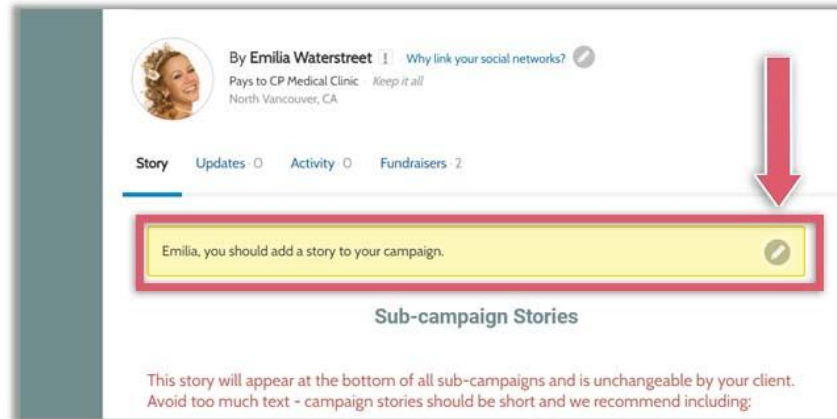 By Emilia Waterstreet ! Why link your social networks?
Pays to CP Medical Clinic · Keep it all
North Vancouver, CA
Story Updates · 0 Activity · 0 Fundraisers · 2
Emilia, you should add a story to your campaign.
Sub-campaign Stories
This story will appear at the bottom of all sub-campaigns and is unchangeable by your client.
Avoid too much text - campaign stories should be short and we recommend including: